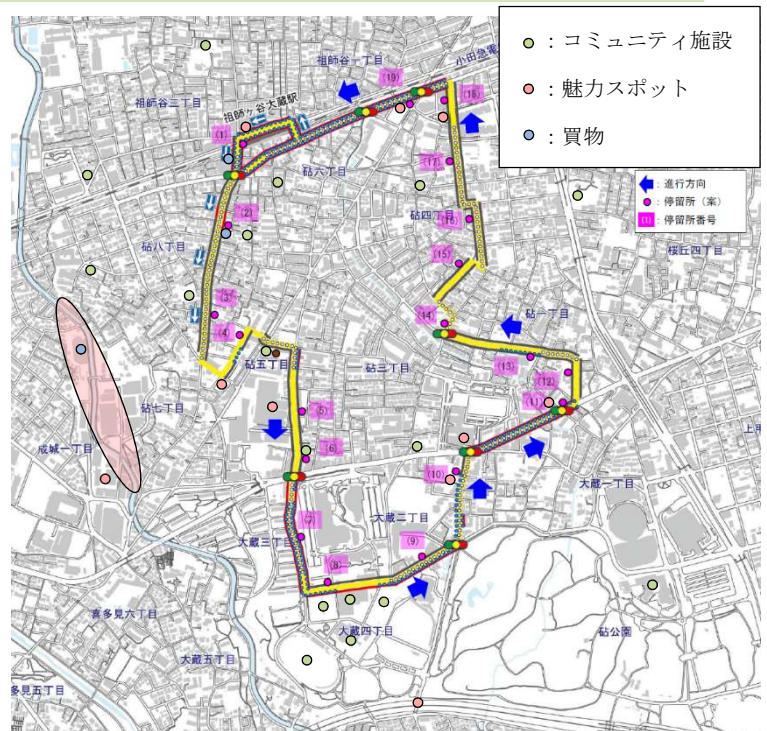 ：コミュニティ施設
：魅力スポット
：買物
：進行方向
：停留所（案）
(1)：停留所番号
小田急電
祖師谷一丁目
(19)
(18)
祖師谷三丁目
祖師ヶ谷大蔵駅
(1)
砧六丁目
(17)
(2)
砧四丁目
(16)
砧八丁目
桜丘四丁目
(15)
(3)
(14)
砧一丁目
(4)
砧五丁目
砧三丁目
(13)
(12)
砧七丁目
(11)
(5)
成城一丁目
(6)
上用
(10)
大蔵一丁目
(7)
大蔵二丁目
大蔵三丁目
(9)
(8)
喜多見六丁目
大蔵四丁目
砧公園
大蔵五丁目
多見五丁目